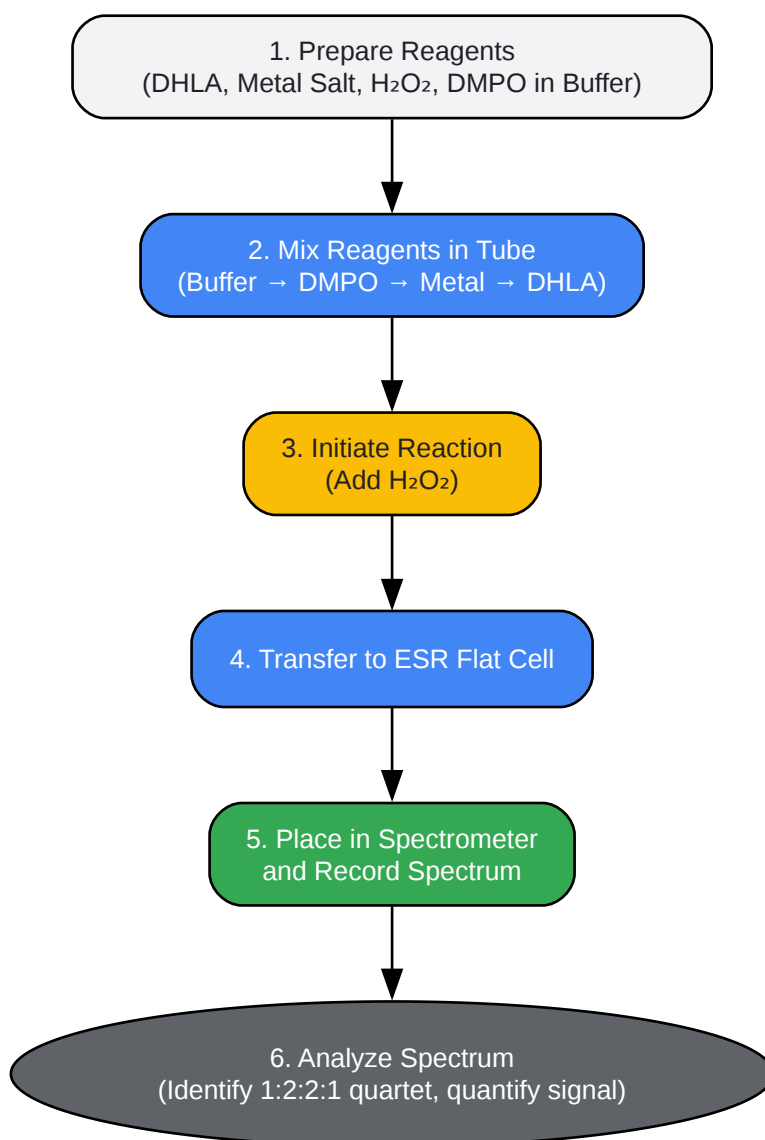 1. Prepare Reagents
(DHLA, Metal Salt, H₂O₂, DMPO in Buffer)
2. Mix Reagents in Tube
(Buffer → DMPO → Metal → DHLA)
3. Initiate Reaction
(Add H₂O₂)
4. Transfer to ESR Flat Cell
5. Place in Spectrometer
and Record Spectrum
6. Analyze Spectrum
(Identify 1:2:2:1 quartet, quantify signal)